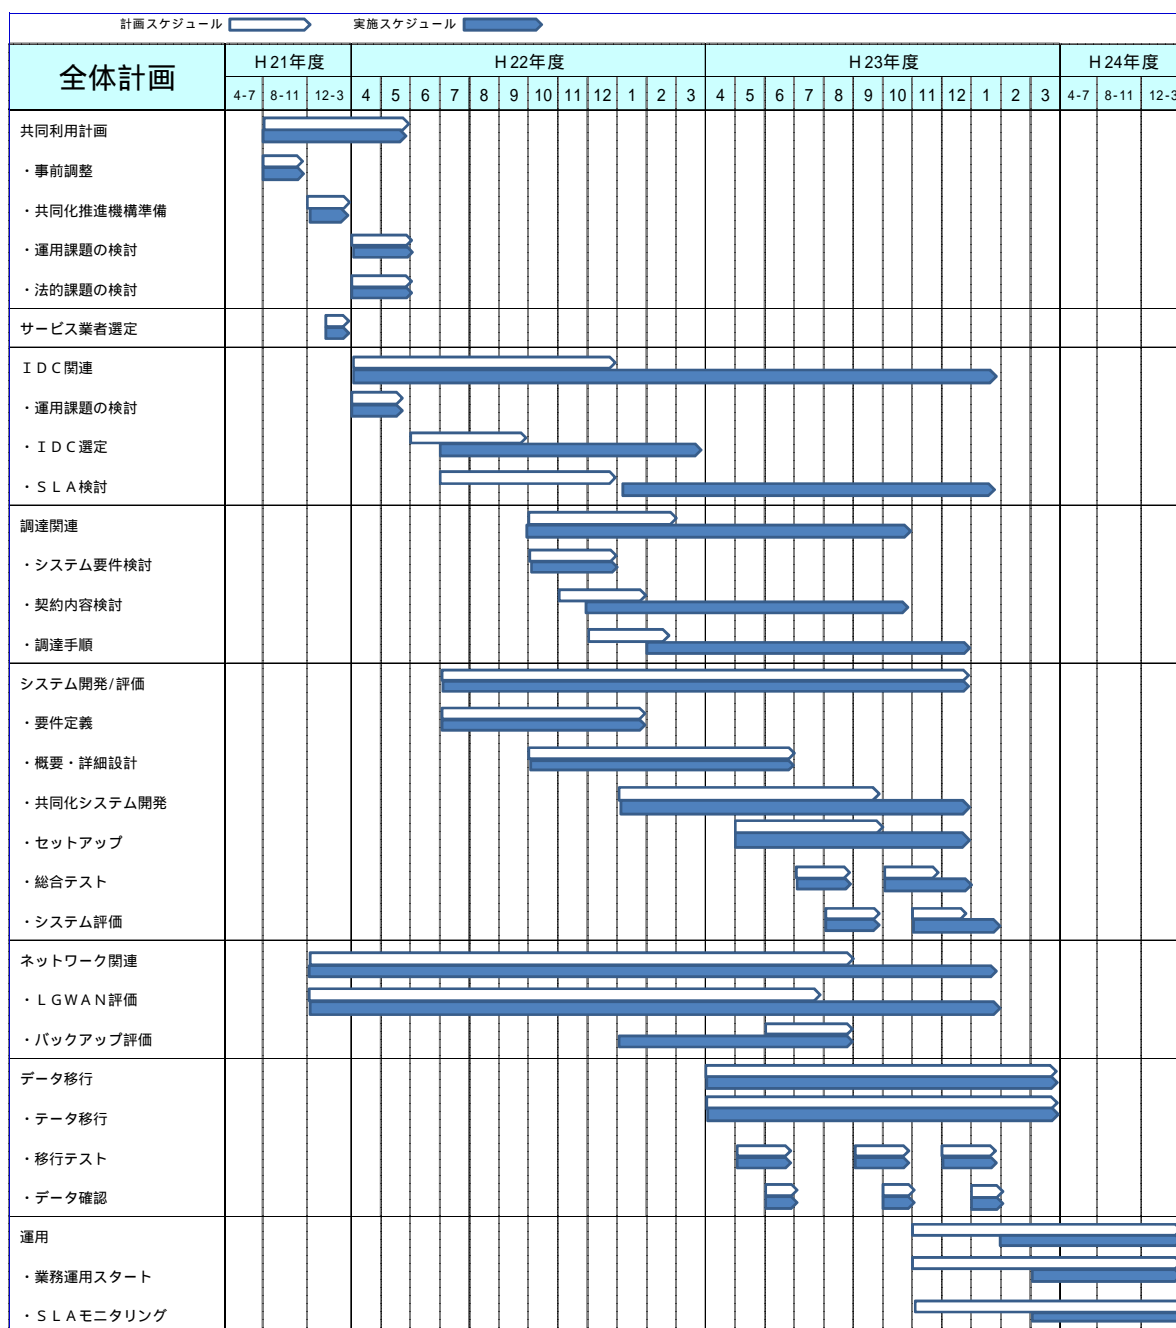 計画スケジュール 実施スケジュール
全体計画 H21年度 H22年度 H23年度 H24年度
4-7 8-11 12-3 4 5 6 7 8 9 10 11 12 1 2 3 4 5 6 7 8 9 10 11 12 1 2 3 4-7 8-11 12-3
共同利用計画
・事前調整
・共同化推進機構準備
・運用課題の検討
・法的課題の検討
サービス業者選定
ＩＤＣ関連
・運用課題の検討
・ＩＤＣ選定
・ＳＬＡ検討
調達関連
・システム要件検討
・契約内容検討
・調達手順
システム開発/評価
・要件定義
・概要・詳細設計
・共同化システム開発
・セットアップ
・総合テスト
・システム評価
ネットワーク関連
・ＬＧＷＡＮ評価
・バックアップ評価
データ移行
・テータ移行
・移行テスト
・データ確認
運用
・業務運用スタート
・ＳＬＡモニタリング